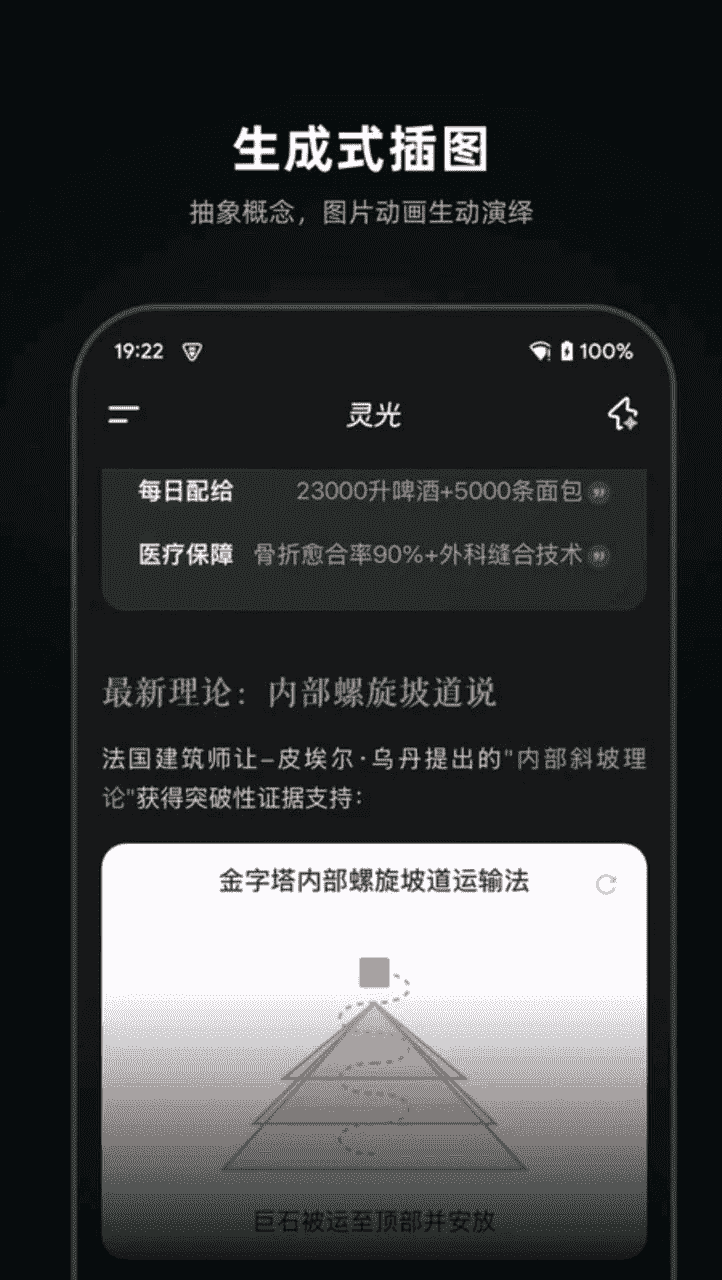 生成式插图
抽象概念，图片动画生动演绎
19:22
100%
灵光
每日配给 23000升啤酒+5000条面包
医疗保障 骨折愈合率90%+外科缝合技术
最新理论：内部螺旋坡道说
法国建筑师让-皮埃尔·乌丹提出的"内部斜坡理
论"获得突破性证据支持：
金字塔内部螺旋坡道运输法
巨石被运至顶部并安放